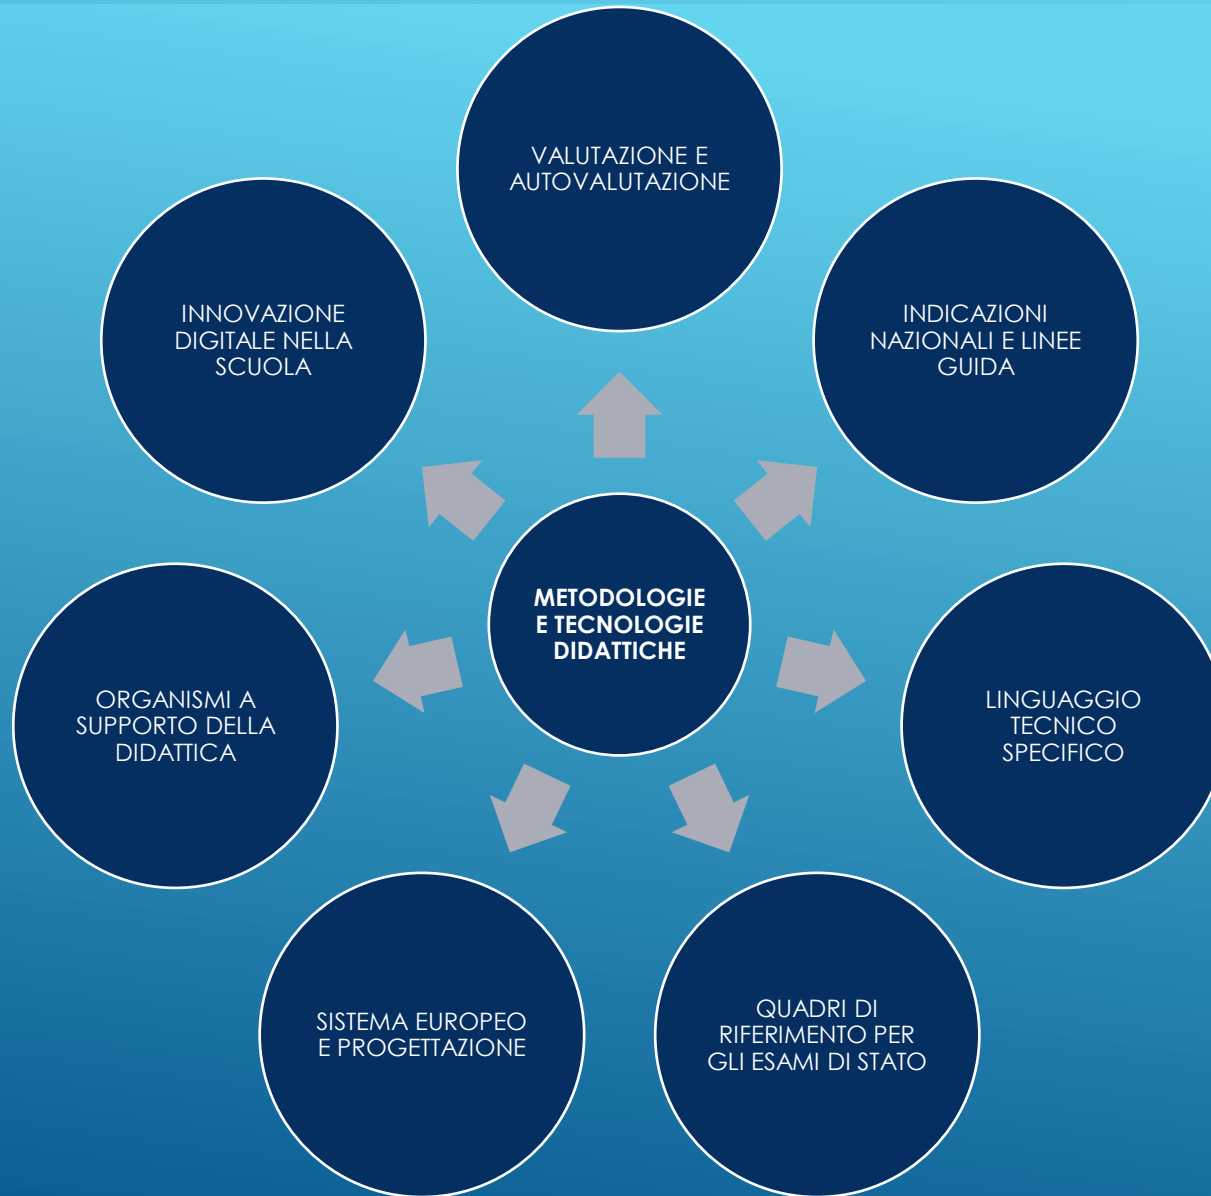 VALUTAZIONE E
AUTOVALUTAZIONE
INDICAZIONI
NAZIONALI E LINEE
GUIDA
LINGUAGGIO
TECNICO
SPECIFICO
QUADRI DI
RIFERIMENTO PER
GLI ESAMI DI STATO
SISTEMA EUROPEO
E PROGETTAZIONE
ORGANISMI A
SUPPORTO DELLA
DIDATTICA
INNOVAZIONE
DIGITALE NELLA
SCUOLA
METODOLOGIE
E TECNOLOGIE
DIDATTICHE